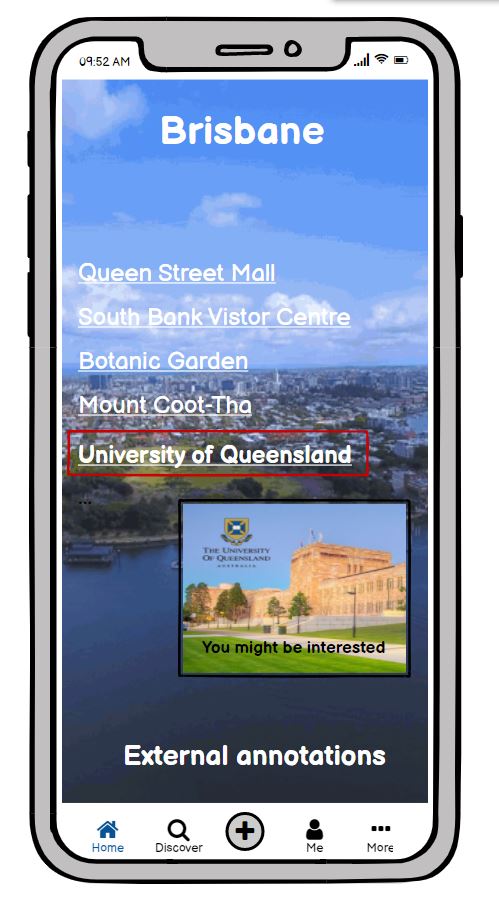 09:52 AM
Brisbane
Queen Street Mall
South Bank Vistor Centre
Botanic Garden
Mount Coot-Tha
University of Queensland
...
THE UNIVERSITY
OF QUEENSLAND
AUSTRALIA
You might be interested
External annotations
Home
Discover
Me
More